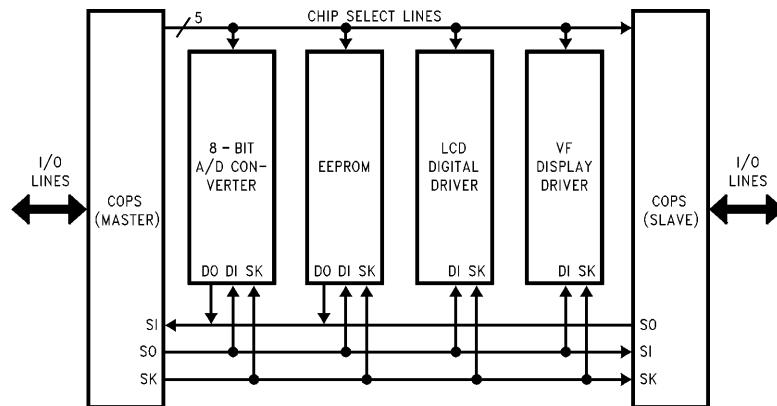 5
CHIP SELECT LINES
I/O
LINES
COPS
(MASTER)
8-BIT
A/D CON-
VERTER
DO DI SK
EEPROM
DO DI SK
LCD
DIGITAL
DRIVER
DI SK
VF
DISPLAY
DRIVER
DI SK
COPS
(SLAVE)
I/O
LINES
SI
SO
SK
SO
SI
SK